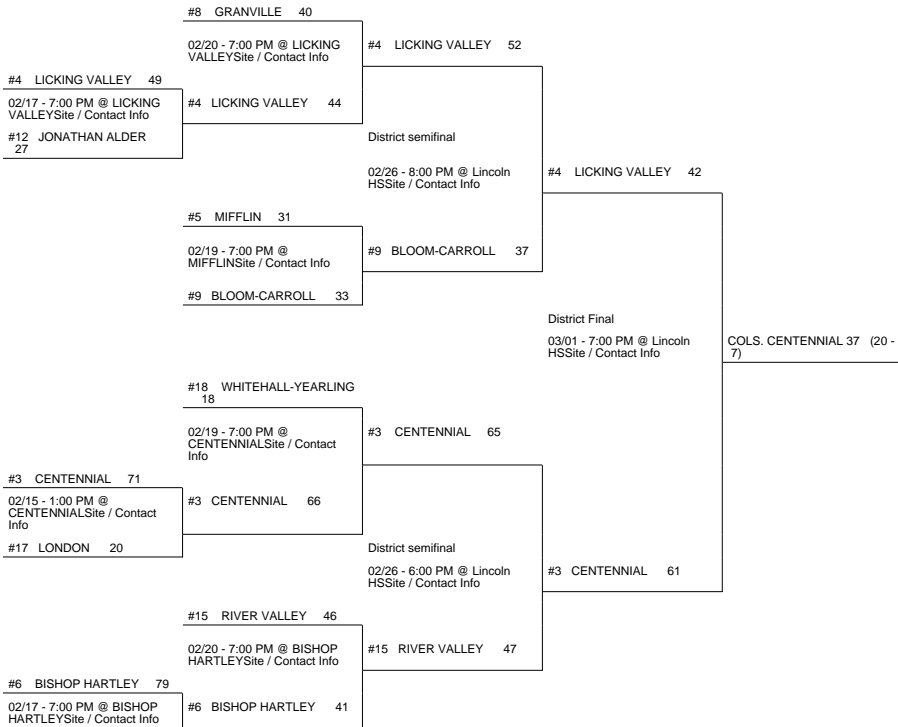 #8 GRANVILLE 40
02/20 - 7:00 PM @ LICKING
VALLEYSite / Contact Info
#4 LICKING VALLEY 52
#4 LICKING VALLEY 49
02/17 - 7:00 PM @ LICKING
VALLEYSite / Contact Info
#4 LICKING VALLEY 44
#12 JONATHAN ALDER
27
District semifinal
02/26 - 8:00 PM @ Lincoln
HSSite / Contact Info
#4 LICKING VALLEY 42
#5 MIFFLIN 31
02/19 - 7:00 PM @
MIFFLINSite / Contact Info
#9 BLOOM-CARROLL 37
#9 BLOOM-CARROLL 33
District Final
03/01 - 7:00 PM @ Lincoln
HSSite / Contact Info
COLS. CENTENNIAL 37 (20 -
7)
#18 WHITEHALL-YEARLING
18
02/19 - 7:00 PM @
CENTENNIALSite / Contact
Info
#3 CENTENNIAL 65
#3 CENTENNIAL 71
02/15 - 1:00 PM @
CENTENNIALSite / Contact
Info
#3 CENTENNIAL 66
#17 LONDON 20
District semifinal
02/26 - 6:00 PM @ Lincoln
HSSite / Contact Info
#3 CENTENNIAL 61
#15 RIVER VALLEY 46
02/20 - 7:00 PM @ BISHOP
HARTLEYSite / Contact Info
#15 RIVER VALLEY 47
#6 BISHOP HARTLEY 79
02/17 - 7:00 PM @ BISHOP
HARTLEYSite / Contact Info
#6 BISHOP HARTLEY 41